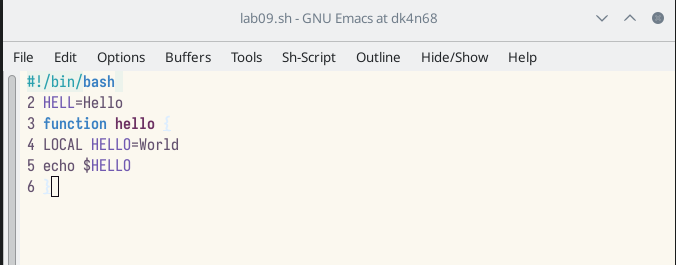 lab09.sh - GNU Emacs at dk4n68
File Edit Options Buffers Tools Sh-Script Outline Hide/Show Help
#!/bin/bash
2 HELL=Hello
3 function hello {
4 LOCAL HELLO=World
5 echo $HELLO
6 }